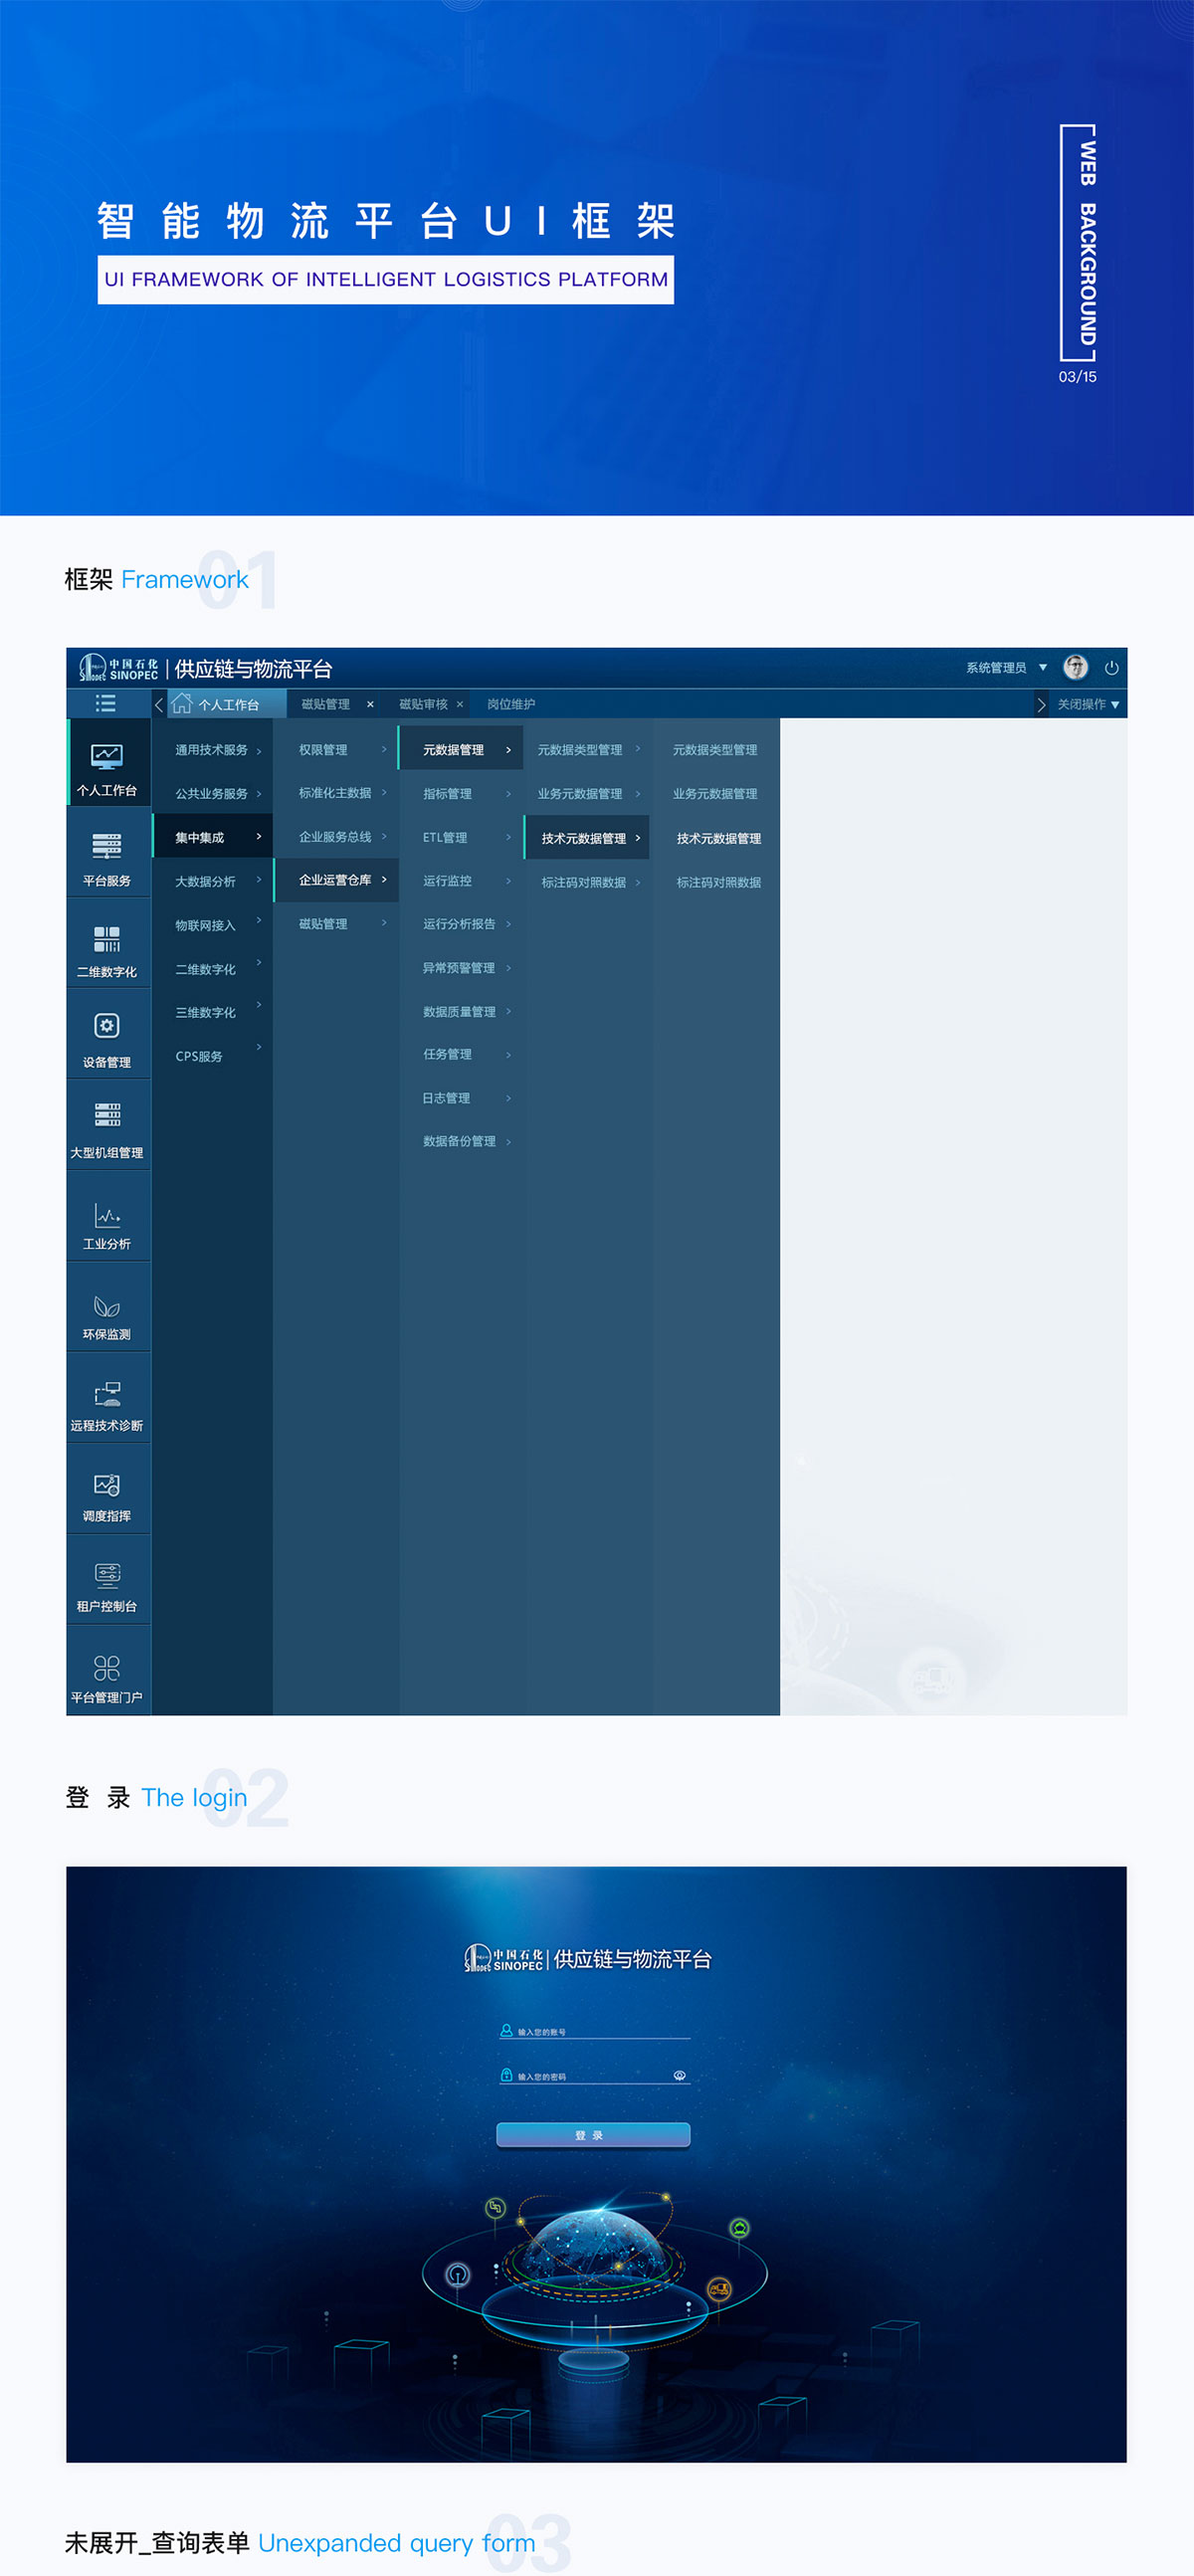 智能物流平台UI框架
UI FRAMEWORK OF INTELLIGENT LOGISTICS PLATFORM
WEB BACKGROUND
03/15
框架 Framework
01
中国石化
SINOPEC
供应链与物流平台
系统管理员
个人工作台
磁贴管理 ×
磁贴审核 ×
岗位维护
关闭操作
个人工作台
平台服务
二维数字化
设备管理
大型机组管理
工业分析
环保监测
远程技术诊断
调度指挥
租户控制台
平台管理门户
通用技术服务 >
公共业务服务 >
集中集成 >
大数据分析 >
物联网接入 >
二维数字化 >
三维数字化 >
CPS服务 >
权限管理 >
标准化主数据 >
企业服务总线 >
企业运营仓库 >
磁贴管理 >
元数据管理 >
指标管理 >
ETL管理 >
运行监控 >
运行分析报告 >
异常预警管理 >
数据质量管理 >
任务管理 >
日志管理 >
数据备份管理 >
元数据类型管理 >
业务元数据管理 >
技术元数据管理 >
标注码对照数据 >
元数据类型管理
业务元数据管理
技术元数据管理
标注码对照数据
登 录 The login
02
中国石化
SINOPEC
供应链与物流平台
输入您的账号
输入您的密码
登 录
未展开_查询表单 Unexpanded query form
03